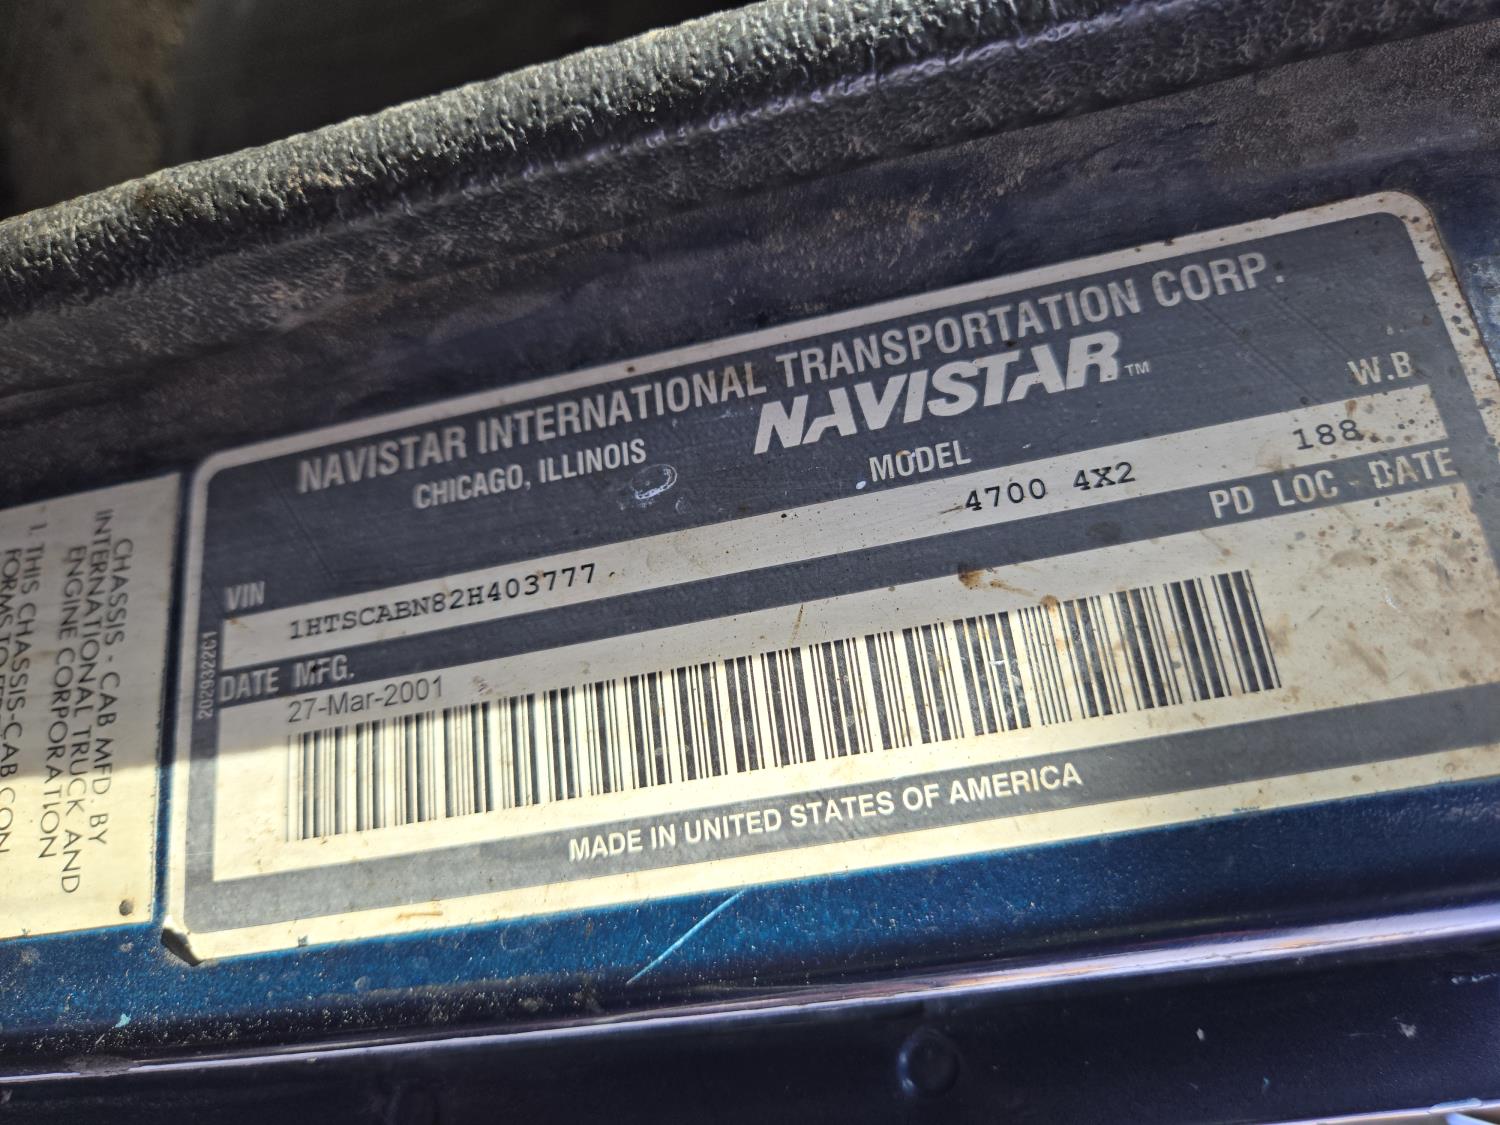 NAVISTAR INTERNATIONAL TRANSPORTATION CORP.
CHICAGO, ILLINOIS
NAVISTAR™
VIN
MODEL
W.B
1HTSCABN82H403777
4700 4X2
188
DATE MFG.
PD LOC - DATE
27-Mar-2001
MADE IN UNITED STATES OF AMERICA
CHASSIS - CAB MFD. BY
INTERNATIONAL TRUCK AND
ENGINE CORPORATION
1. THIS CHASSIS-CAB CON